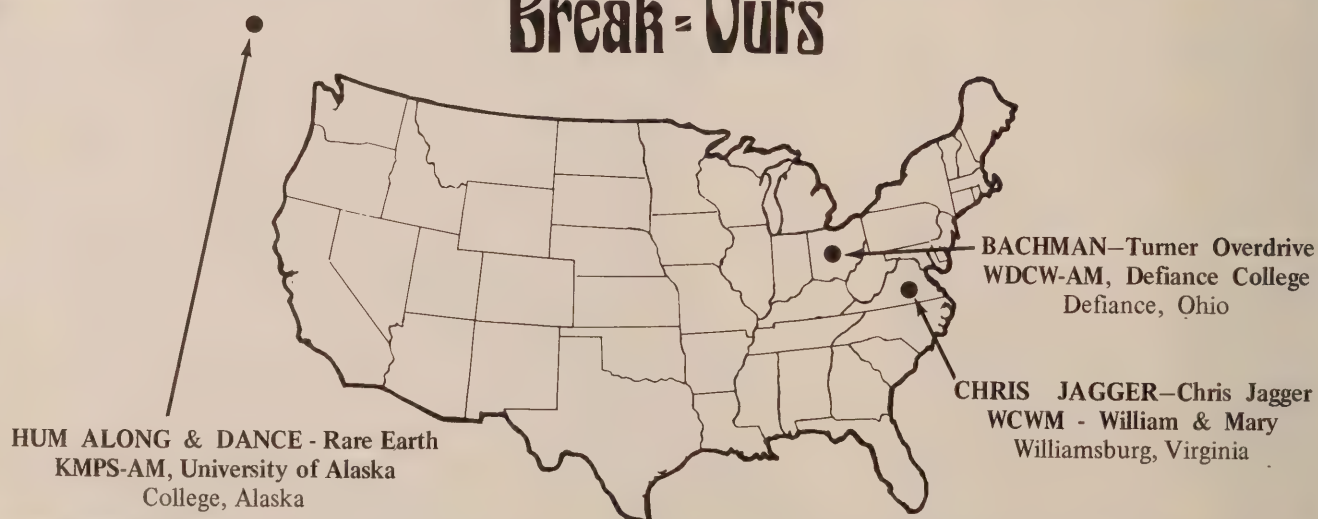 Break-Outs
BACHMAN—Turner Overdrive
WDCW-AM, Defiance College
Defiance, Ohio
CHRIS JAGGER—Chris Jagger
WCWM - William & Mary
Williamsburg, Virginia
HUM ALONG & DANCE - Rare Earth
KMPS-AM, University of Alaska
College, Alaska